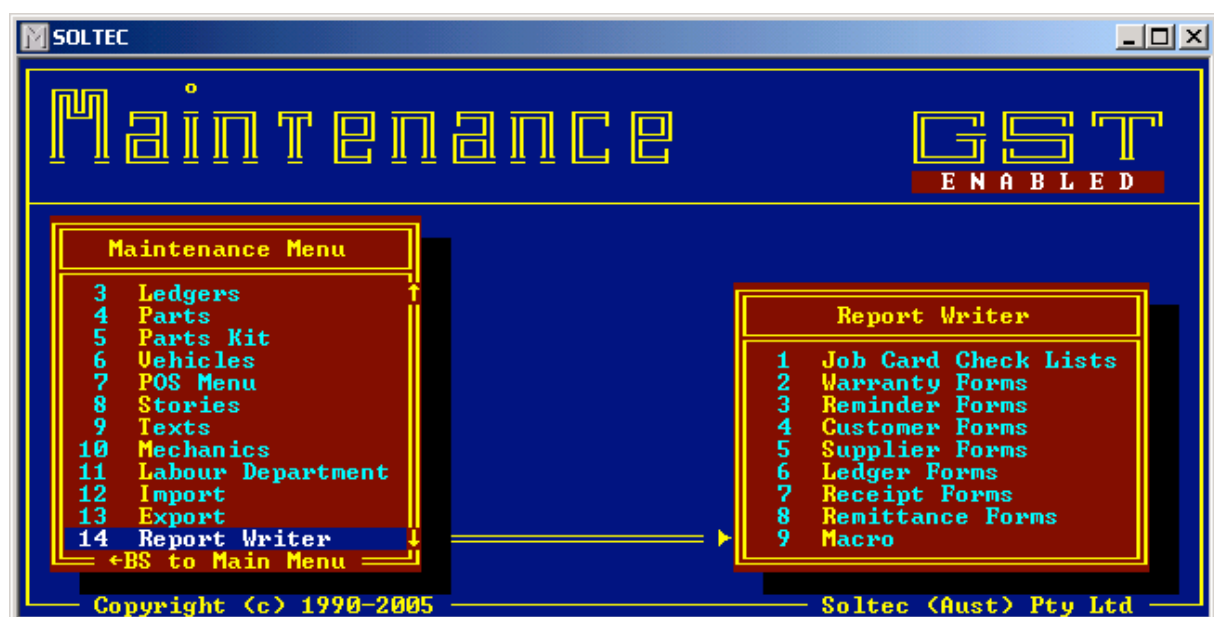 SOLTEC
Maintenance
GST
ENABLED
Maintenance Menu
3 Ledgers
4 Parts
5 Parts Kit
6 Vehicles
7 POS Menu
8 Stories
9 Texts
10 Mechanics
11 Labour Department
12 Import
13 Export
14 Report Writer
←BS to Main Menu
Report Writer
1 Job Card Check Lists
2 Warranty Forms
3 Reminder Forms
4 Customer Forms
5 Supplier Forms
6 Ledger Forms
7 Receipt Forms
8 Remittance Forms
9 Macro
Copyright (c) 1990-2005
Soltec (Aust) Pty Ltd